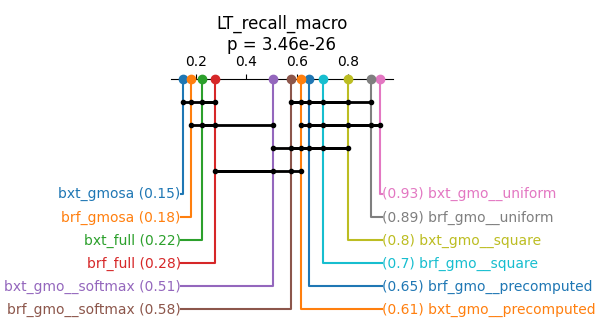 LT_recall_macro
p = 3.46e-26
0.2 0.4 0.6 0.8
bxt_gmosa (0.15) (0.93) bxt_gmo__uniform
brf_gmosa (0.18) (0.89) brf_gmo__uniform
bxt_full (0.22) (0.8) bxt_gmo__square
brf_full (0.28) (0.7) brf_gmo__square
bxt_gmo__softmax (0.51) (0.65) brf_gmo__precomputed
brf_gmo__softmax (0.58) (0.61) bxt_gmo__precomputed